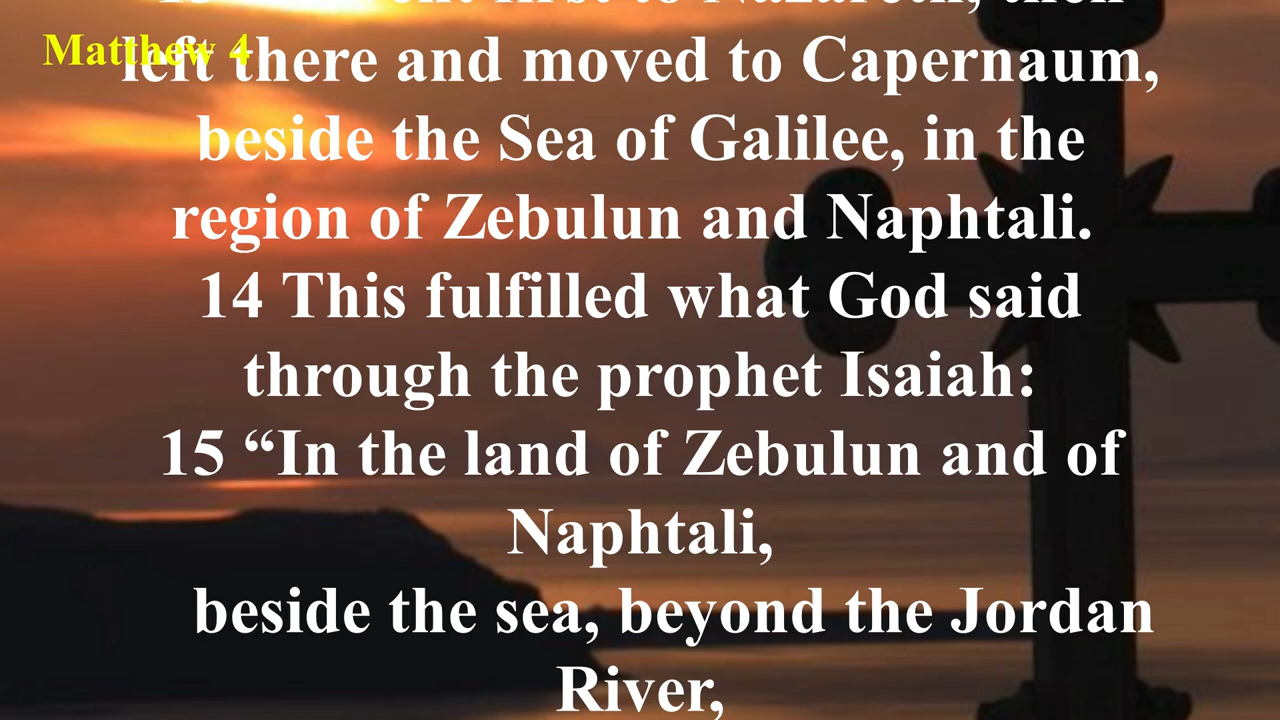 Matthew 4
left there and moved to Capernaum,
beside the Sea of Galilee, in the
region of Zebulun and Naphtali.
14 This fulfilled what God said
through the prophet Isaiah:
15 “In the land of Zebulun and of
Naphtali,
beside the sea, beyond the Jordan
River,